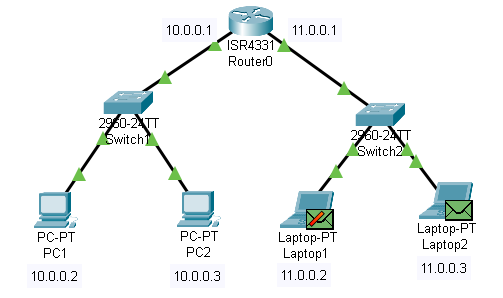 10.0.0.1
11.0.0.1
ISR4331
Router0
2960-24TT
Switch1
2960-24TT
Switch2
PC-PT
PC1
PC-PT
PC2
Laptop-PT
Laptop1
Laptop-PT
Laptop2
10.0.0.2
10.0.0.3
11.0.0.2
11.0.0.3